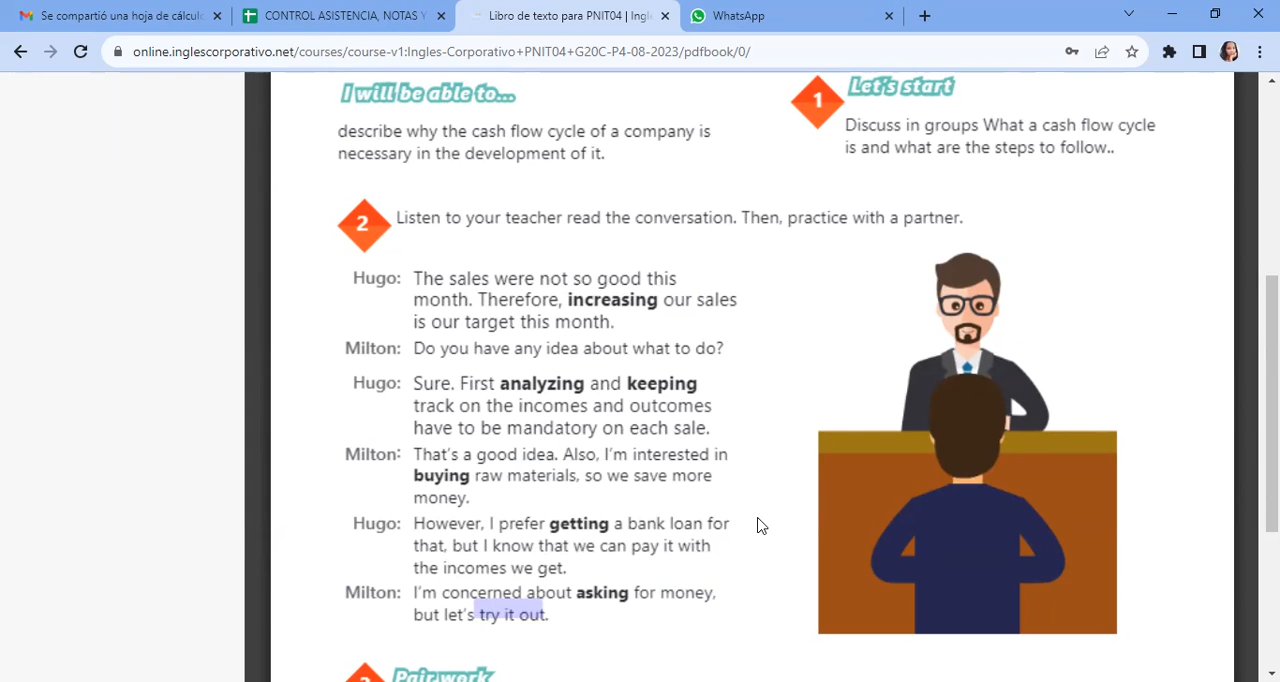 Se compartió una hoja de cálculo
CONTROL ASISTENCIA, NOTAS Y
Libro de texto para PNIT04 | Ingl
WhatsApp
online.inglescorporativo.net/courses/course-v1:Ingles-Corporativo+PNIT04+G20C-P4-08-2023/pdfbook/0/
I will be able to...
describe why the cash flow cycle of a company is
necessary in the development of it.
1
Let's start
Discuss in groups What a cash flow cycle
is and what are the steps to follow..
2
Listen to your teacher read the conversation. Then, practice with a partner.
Hugo: The sales were not so good this
month. Therefore, increasing our sales
is our target this month.
Milton: Do you have any idea about what to do?
Hugo: Sure. First analyzing and keeping
track on the incomes and outcomes
have to be mandatory on each sale.
Milton: That's a good idea. Also, I'm interested in
buying raw materials, so we save more
money.
Hugo: However, I prefer getting a bank loan for
that, but I know that we can pay it with
the incomes we get.
Milton: I'm concerned about asking for money,
but let's try it out.
Pair work